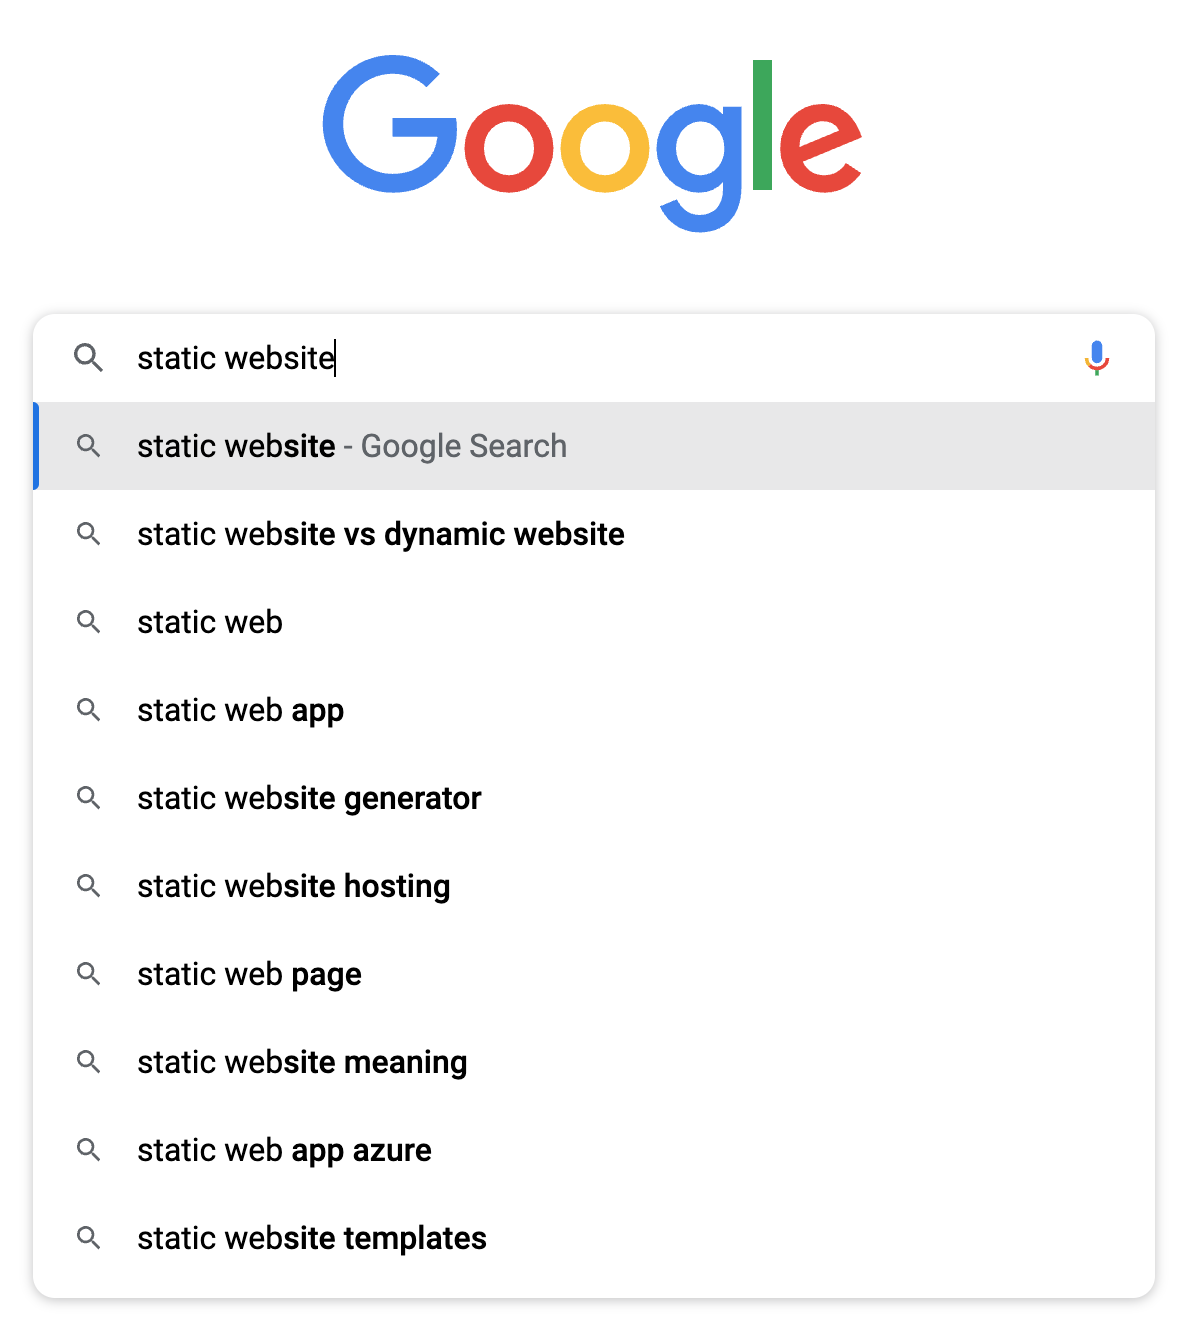 Google
static website
static website - Google Search
static website vs dynamic website
static web
static web app
static website generator
static website hosting
static web page
static website meaning
static web app azure
static website templates